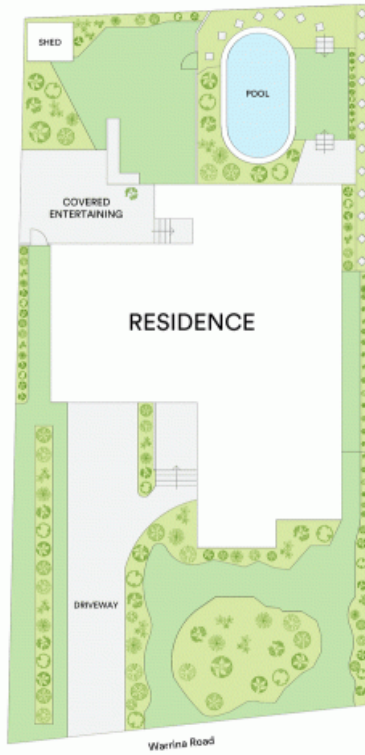 SHED
POOL
COVERED
ENTERTAINING
RESIDENCE
DRIVEWAY
Warrina Road